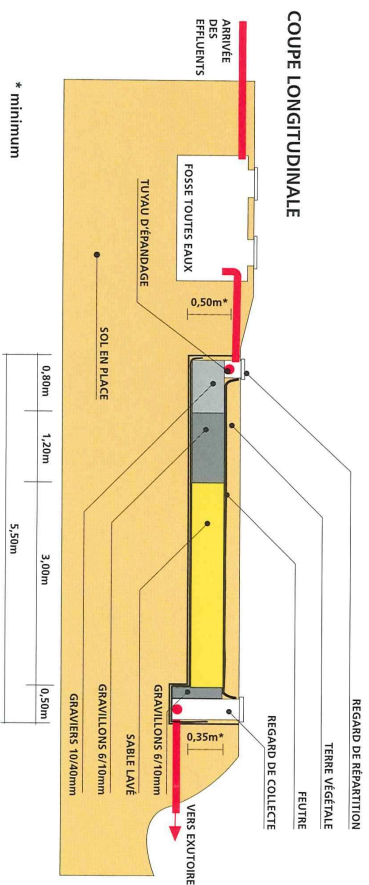 COUPE LONGITUDINALE
ARRIVÉE
DES
EFFLUENTS
FOSSE TOUTES EAUX
TUYAU D'ÉPANDAGE
0,50m*
SOL EN PLACE
* minimum
REGARD DE RÉPARTITION
TERRE VÉGÉTALE
FEUTRE
REGARD DE COLLECTE
0,35m*
VERS EXUTOIRE
GRAVILLONS 6/10mm
SABLE LAVÉ
GRAVILLONS 6/10mm
GRAVIERS 10/40mm
0,80m
1,20m
3,00m
0,50m
5,50m